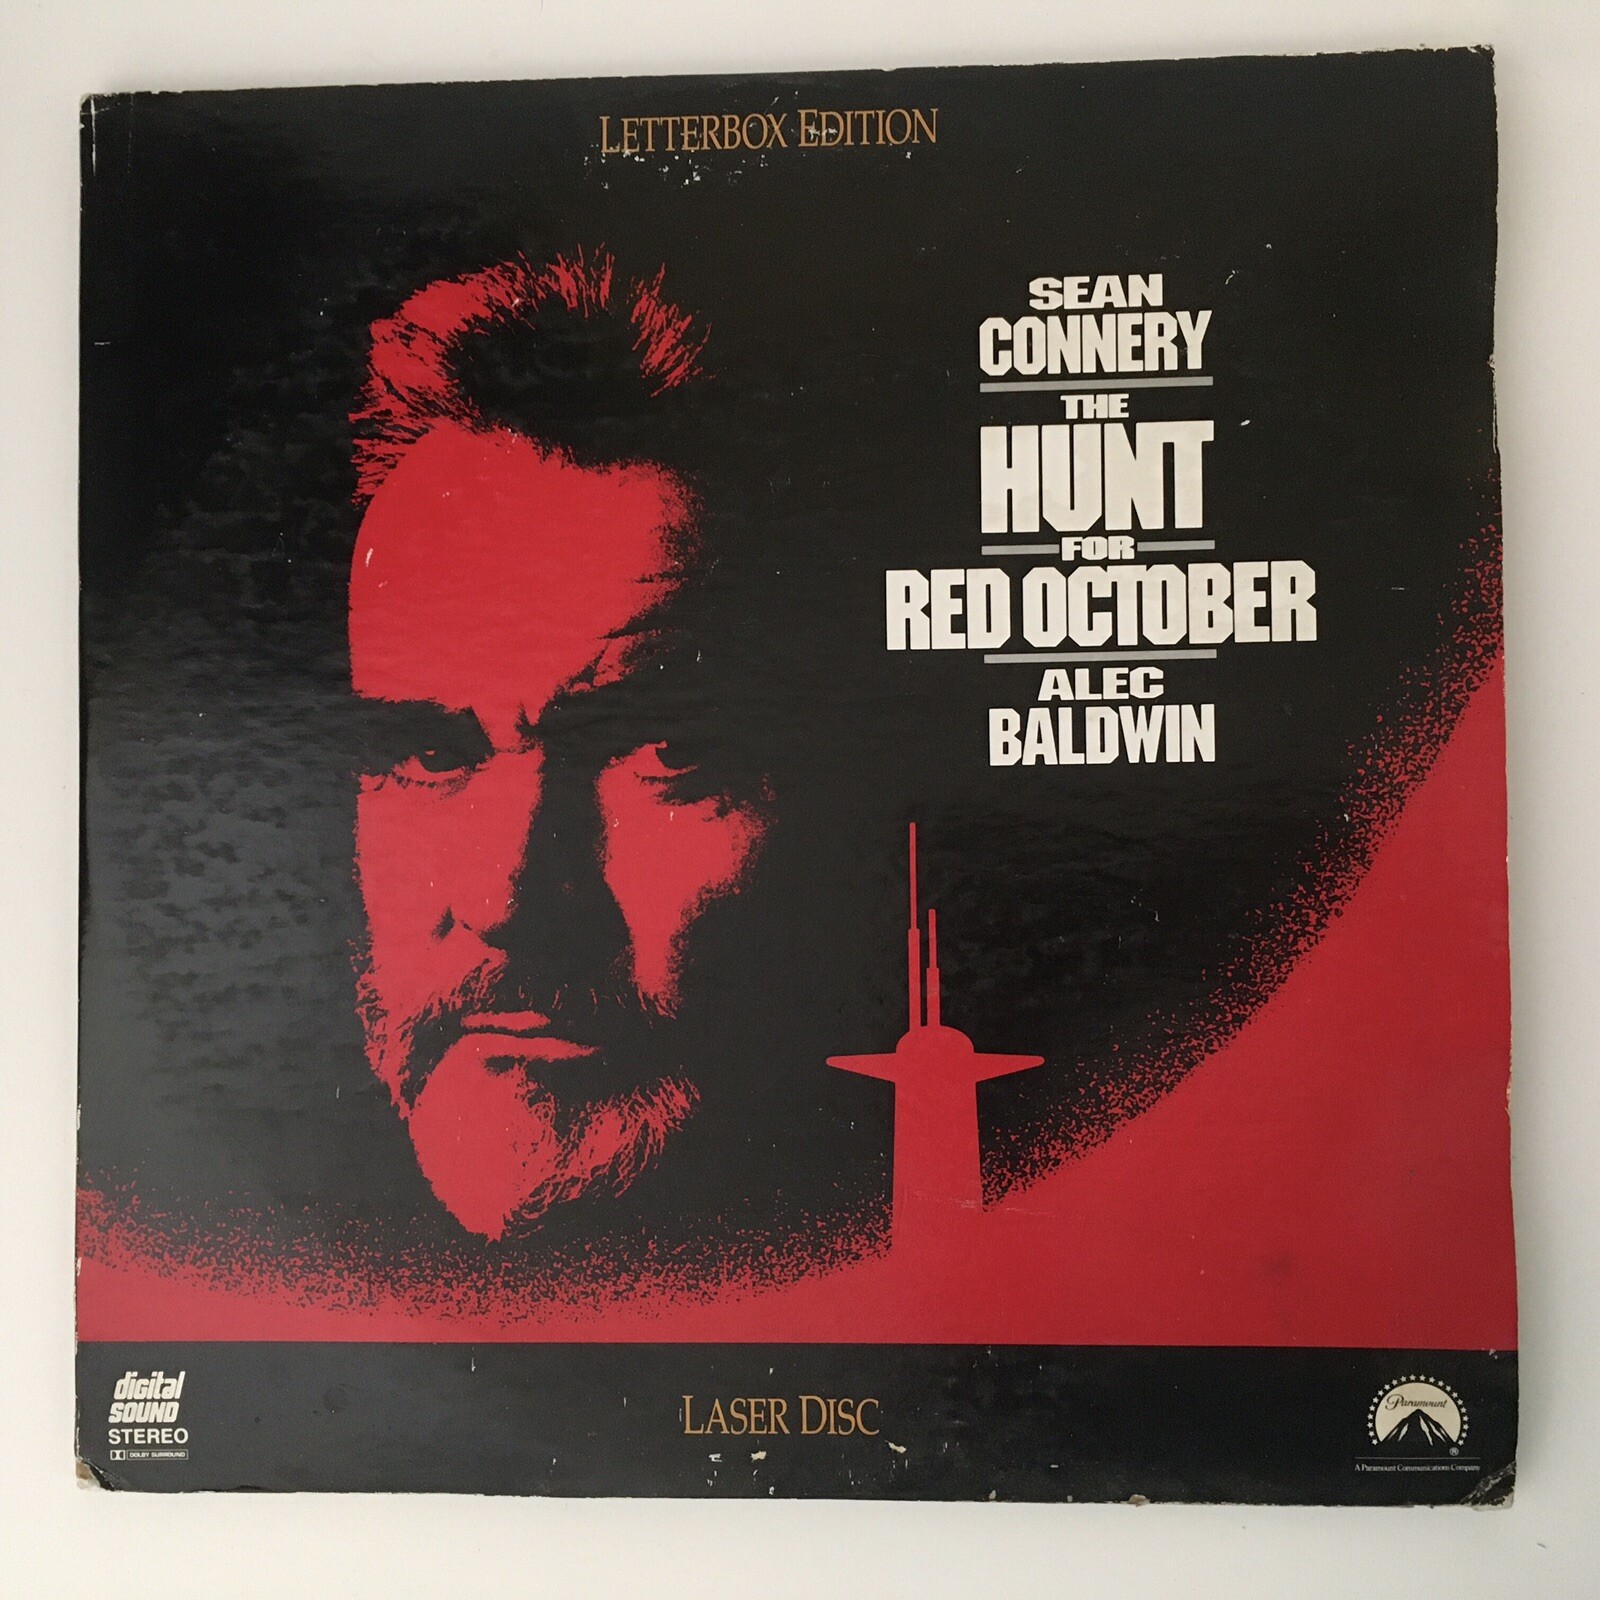 LETTERBOX EDITION
SEAN
CONNERY
THE
HUNT
FOR
RED OCTOBER
ALEC
BALDWIN
digital
SOUND
STEREO
DOLBY SURROUND
LASER DISC
Paramount
®
A Paramount Communications Company